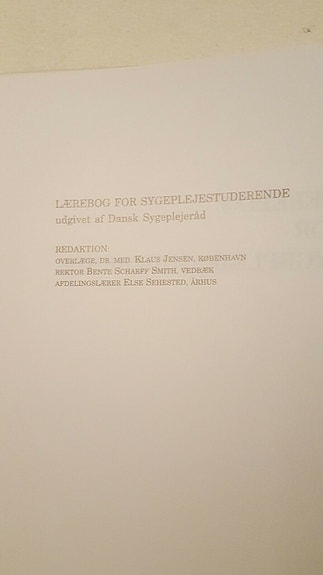 LÆREBOG FOR SYGEPLEJESTUDERENDE
udgivet af Dansk Sygeplejeråd
REDAKTION:
OVERLÆGE, DR. MED. KLAUS JENSEN, KØBENHAVN
REKTOR BENTE SCHARFF SMITH, VEDBÆK
AFDELINGSLÆRER ELSE SEHESTED, ÅRHUS